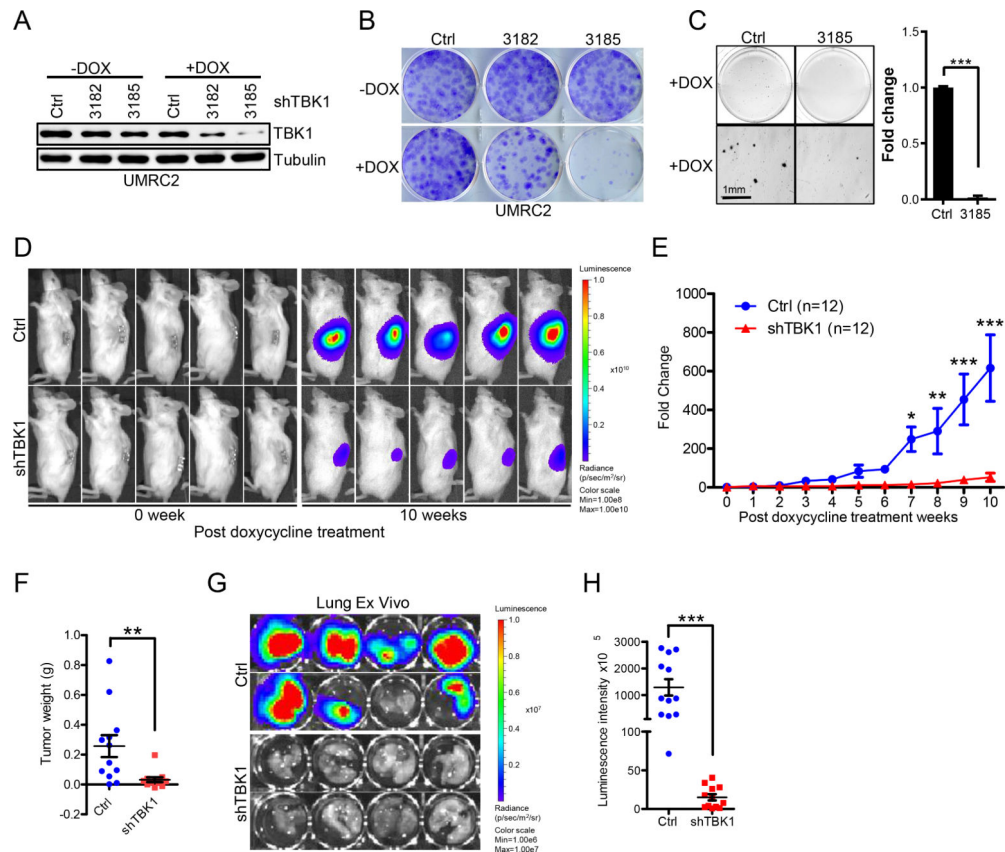 A
-DOX +DOX
Ctrl 3182 3185 Ctrl 3182 3185 shTBK1
TBK1
Tubulin
UMRC2
B
Ctrl 3182 3185
-DOX
+DOX
UMRC2
C
Ctrl 3185
+DOX
+DOX
1mm
Fold change
1.5
1.0
0.5
0.0
***
Ctrl 3185
D
Ctrl
shTBK1
0 week 10 weeks
Post doxycycline treatment
Luminescence
1.0
0.8
0.6
x10¹⁰
0.4
0.2
Radiance
(p/sec/m²/sr)
Color scale
Min=1.00e8
Max=1.00e10
E
Ctrl (n=12)
shTBK1 (n=12)
Fold Change
1000
800
600
400
200
0
* ** *** ***
0 1 2 3 4 5 6 7 8 9 10
Post doxycycline treatment weeks
F
Tumor weight (g)
1.0
0.8
0.6
0.4
0.2
0.0
-0.2
**
Ctrl shTBK1
G
Lung Ex Vivo
Ctrl
shTBK1
Luminescence
1.0
0.8
0.6
x10⁷
0.4
0.2
Radiance
(p/sec/m²/sr)
Color scale
Min=1.00e6
Max=1.00e7
H
Luminescence intensity x10 5
3000
2000
1000
100
50
0
***
Ctrl shTBK1